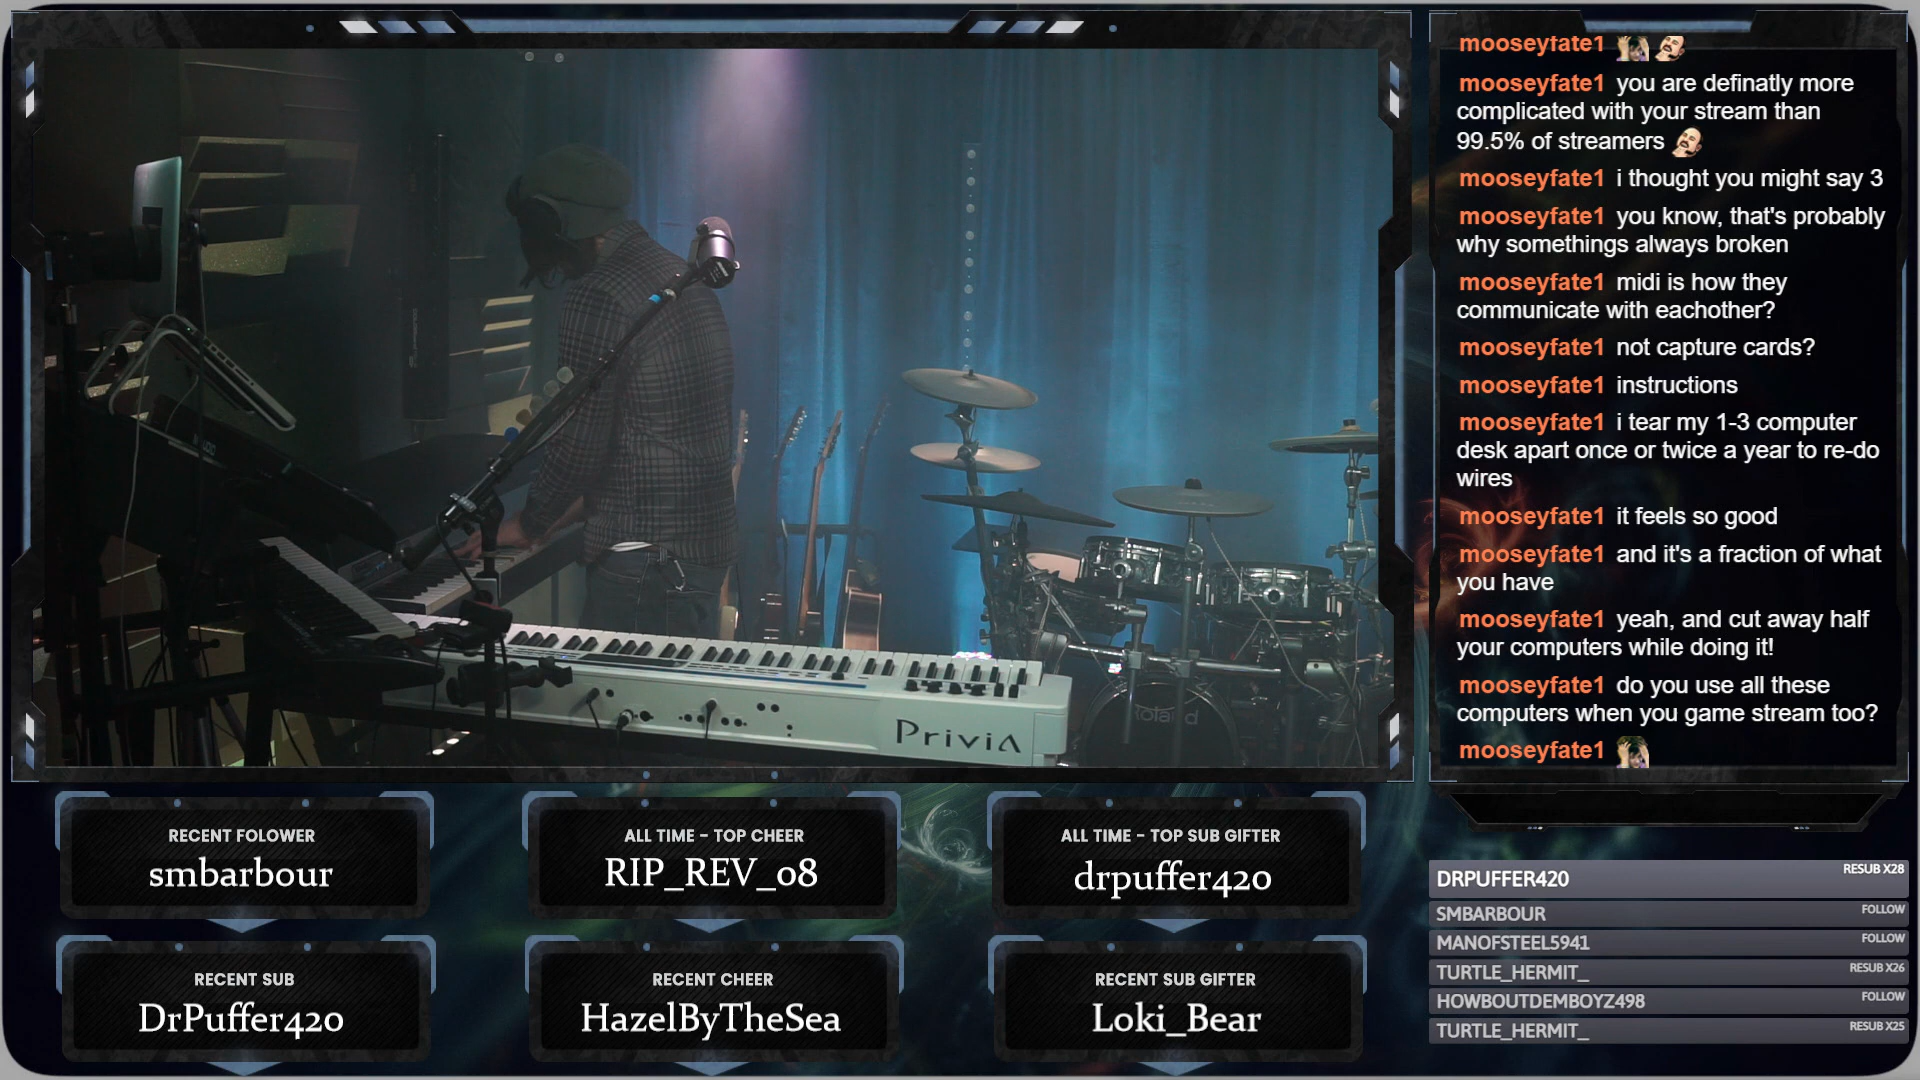 mooseyfate1
mooseyfate1 you are definatly more
complicated with your stream than
99.5% of streamers
mooseyfate1 i thought you might say 3
mooseyfate1 you know, that's probably
why somethings always broken
mooseyfate1 midi is how they
communicate with eachother?
mooseyfate1 not capture cards?
mooseyfate1 instructions
mooseyfate1 i tear my 1-3 computer
desk apart once or twice a year to re-do
wires
mooseyfate1 it feels so good
mooseyfate1 and it's a fraction of what
you have
mooseyfate1 yeah, and cut away half
your computers while doing it!
mooseyfate1 do you use all these
computers when you game stream too?
mooseyfate1
Roland
PriviA
RECENT FOLOWER
smbarbour
ALL TIME - TOP CHEER
RIP_REV_08
ALL TIME - TOP SUB GIFTER
drpuffer420
RECENT SUB
DrPuffer420
RECENT CHEER
HazelByTheSea
RECENT SUB GIFTER
Loki_Bear
DRPUFFER420 RESUB X28
SMBARBOUR FOLLOW
MANOFSTEEL5941 FOLLOW
TURTLE_HERMIT_ RESUB X26
HOWBOUTDEMBOYZ498 FOLLOW
TURTLE_HERMIT_ RESUB X25